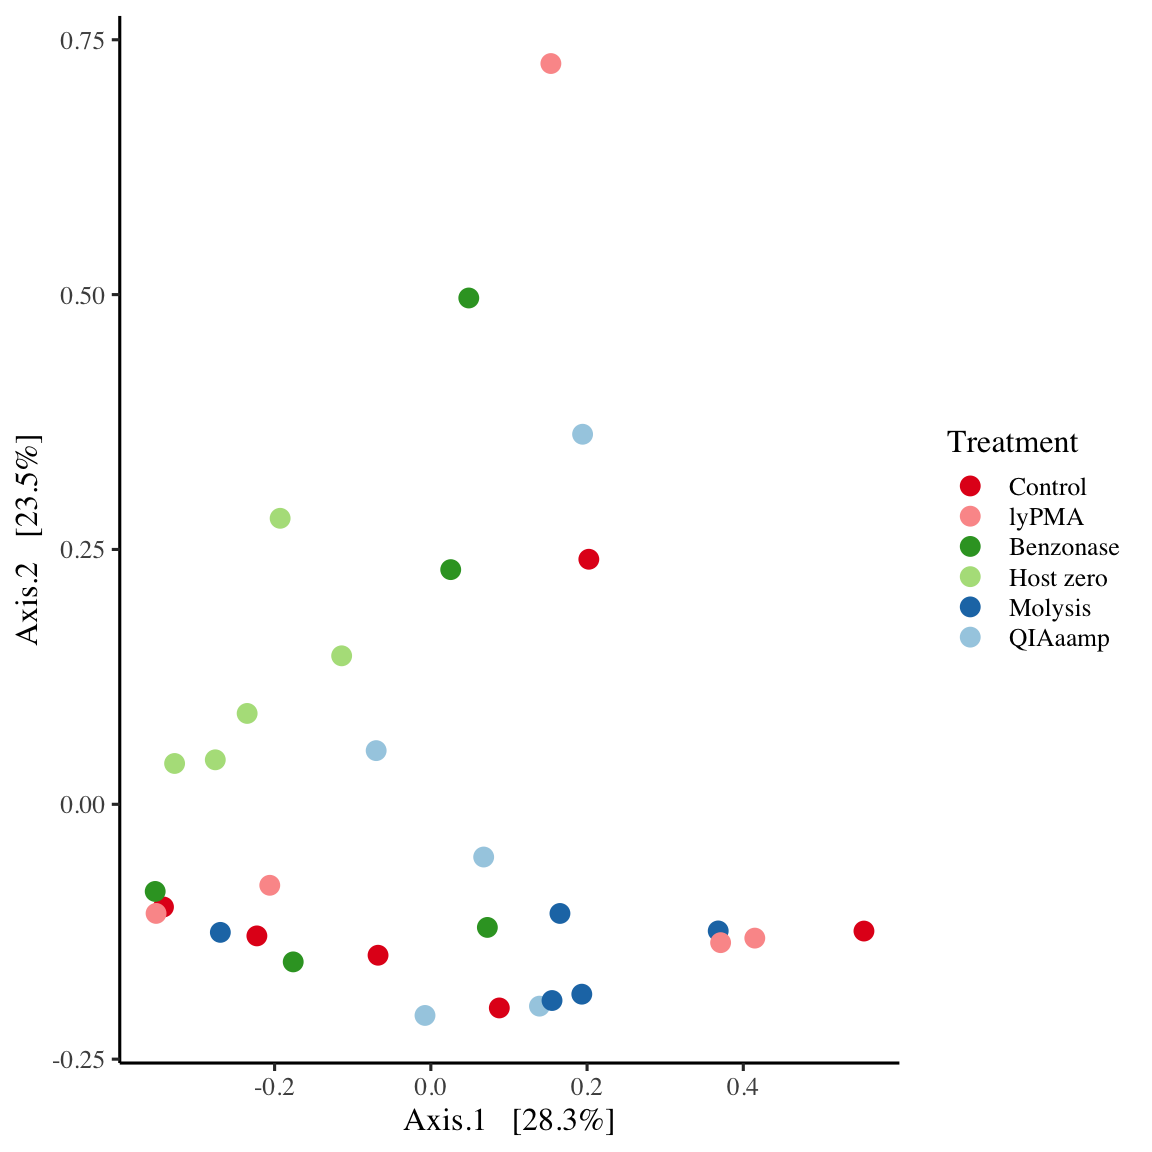 0.75
0.50
0.25
0.00
-0.25
Axis.2 [23.5%]
-0.2 0.0 0.2 0.4
Axis.1 [28.3%]
Treatment
Control
lyPMA
Benzonase
Host zero
Molysis
QIAaamp